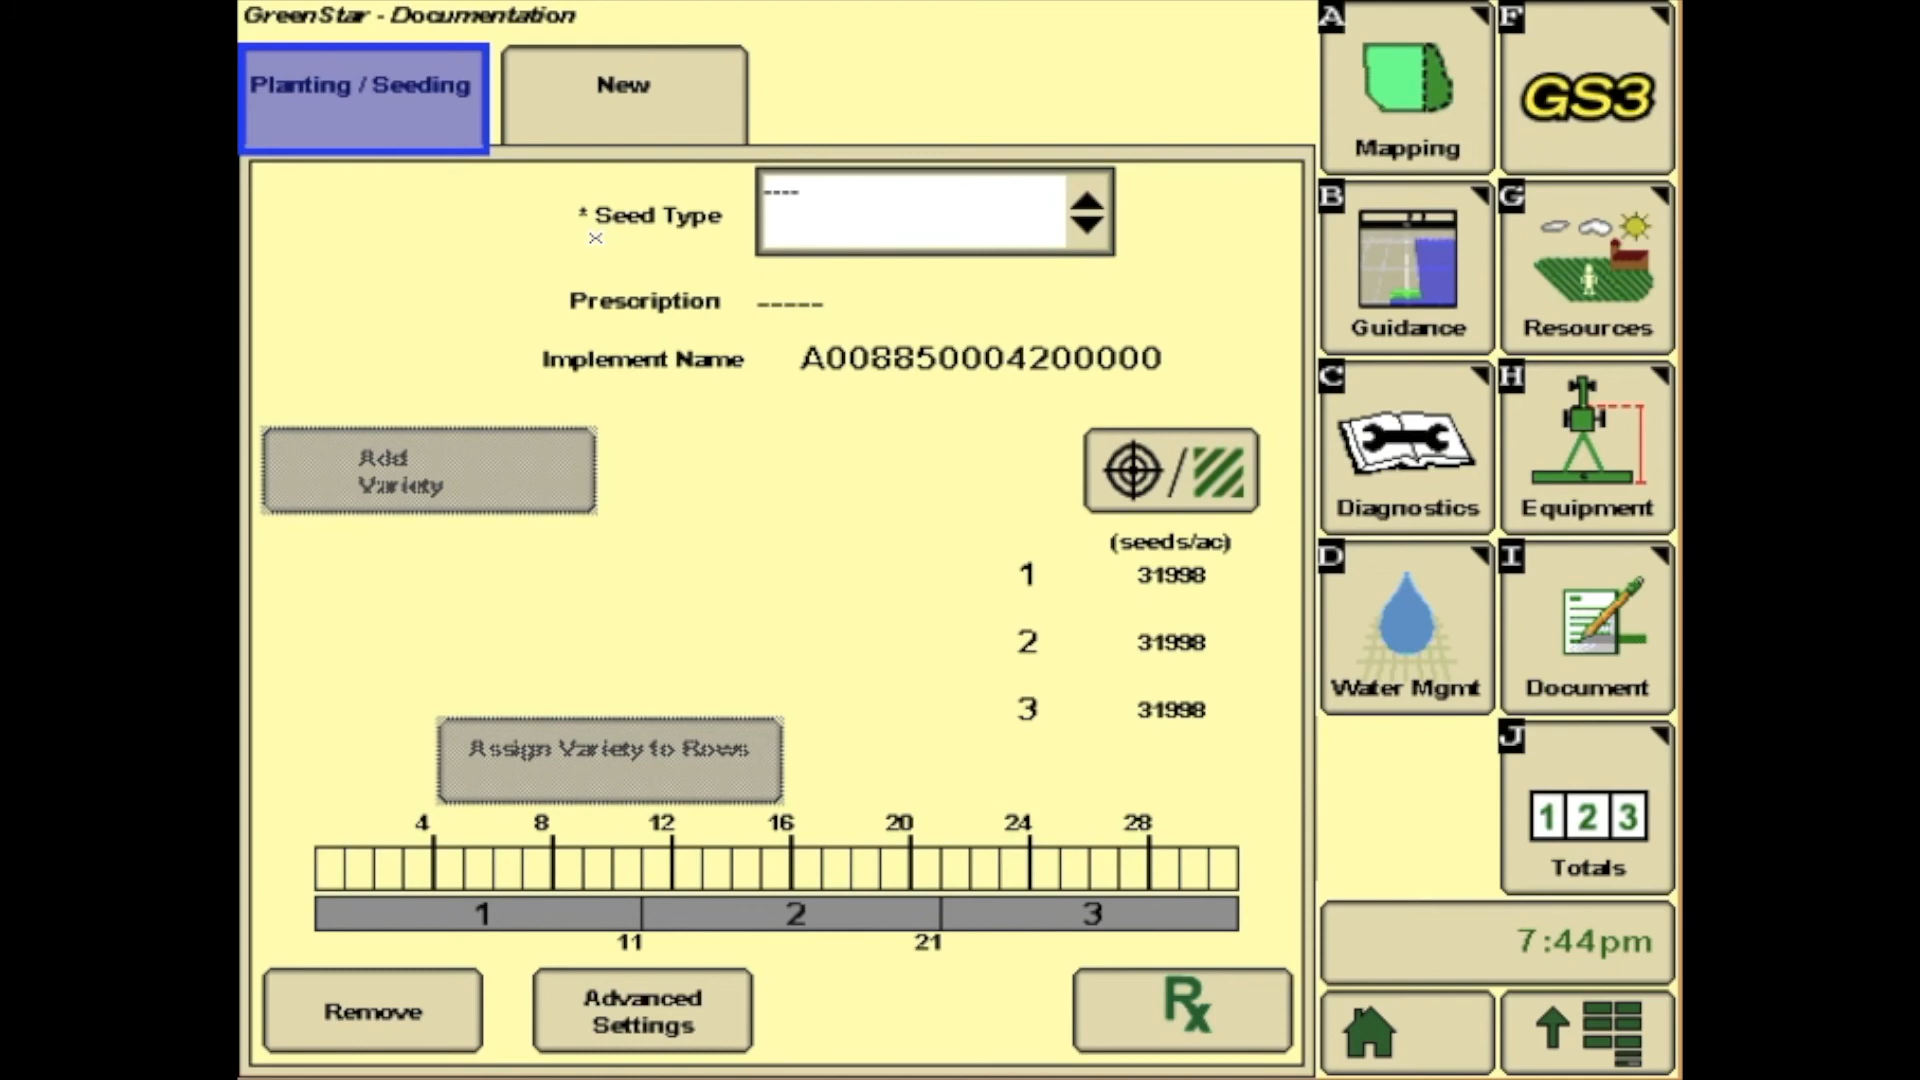 GreenStar - Documentation
Planting / Seeding
New
* Seed Type
----
Prescription -----
Implement Name A008850004200000
Add
Variety
(seeds/ac)
1 31998
2 31998
3 31998
Assign Variety to Rows
4 8 12 16 20 24 28
1 2 3
11 21
Remove
Advanced
Settings
Rx
A
Mapping
F
GS3
B
Guidance
G
Resources
C
Diagnostics
H
Equipment
D
Water Mgmt
I
Document
J
1 2 3
Totals
7:44pm